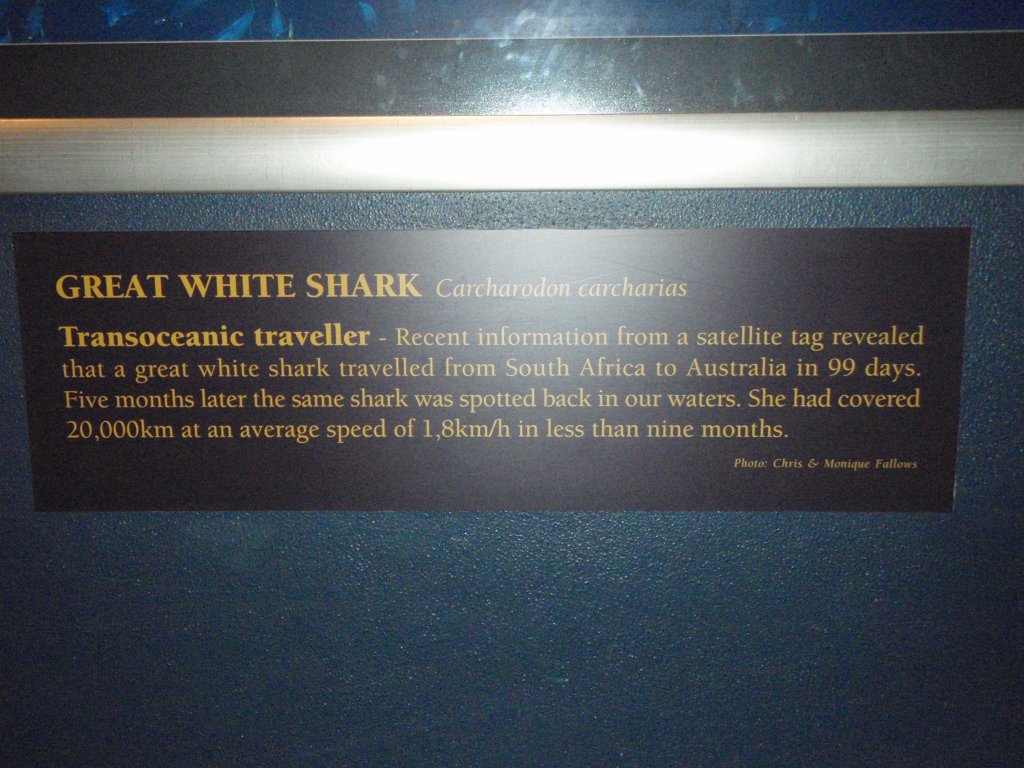 GREAT WHITE SHARK Carcharodon carcharias
Transoceanic traveller - Recent information from a satellite tag revealed
that a great white shark travelled from South Africa to Australia in 99 days.
Five months later the same shark was spotted back in our waters. She had covered
20,000km at an average speed of 1,8km/h in less than nine months.
Photo: Chris & Monique Fallows